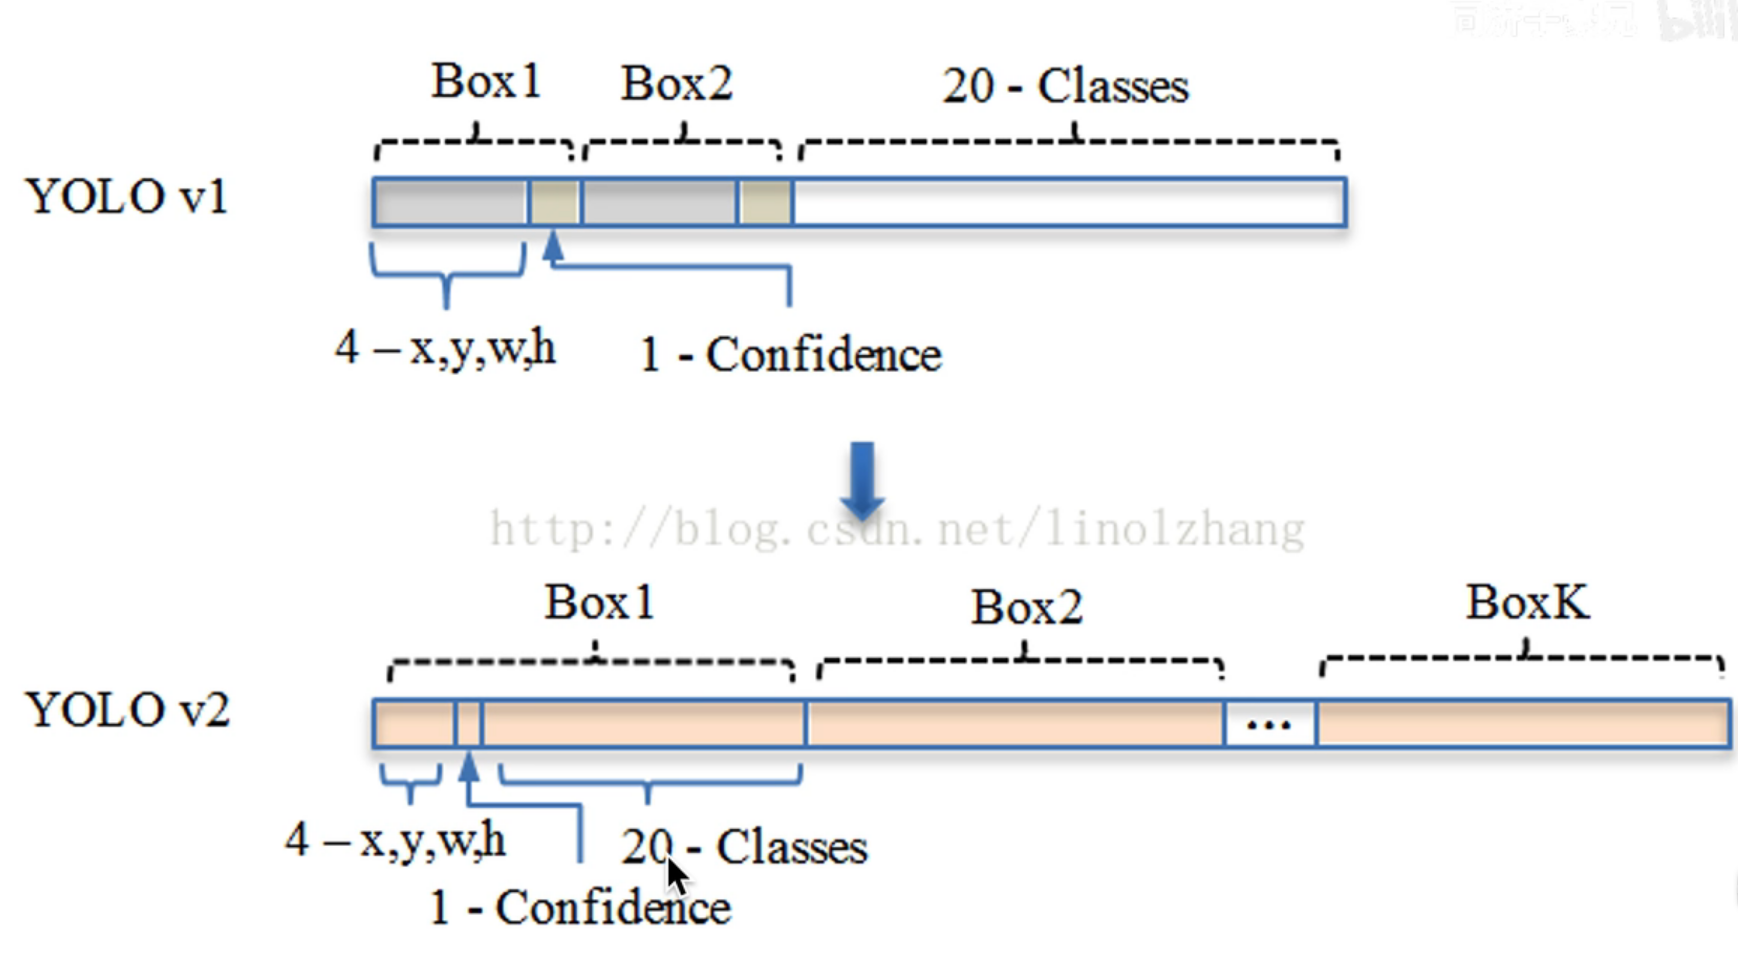 Box1
Box2
20 - Classes
YOLO v1
4 – x,y,w,h
1 - Confidence
http://blog.csdn.net/linolzhang
Box1
Box2
BoxK
YOLO v2
...
4 – x,y,w,h
20 - Classes
1 - Confidence